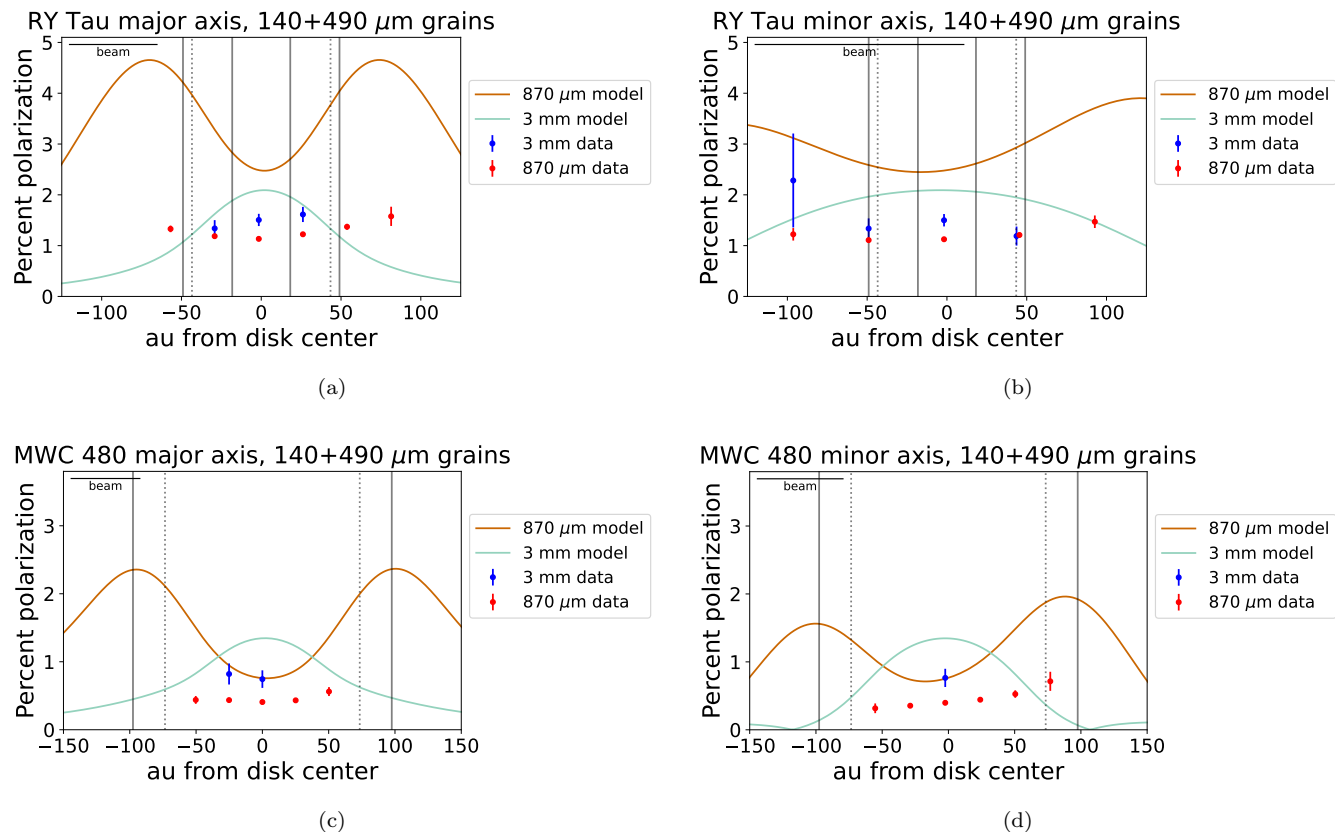 RY Tau major axis, 140+490 μm grains
Percent polarization
5
4
3
2
1
0
beam
−100
−50
0
50
100
au from disk center
870 μm model
3 mm model
3 mm data
870 μm data
(a)
RY Tau minor axis, 140+490 μm grains
Percent polarization
5
4
3
2
1
0
beam
−100
−50
0
50
100
au from disk center
870 μm model
3 mm model
3 mm data
870 μm data
(b)
MWC 480 major axis, 140+490 μm grains
Percent polarization
3
2
1
0
beam
−150
−100
−50
0
50
100
150
au from disk center
870 μm model
3 mm model
3 mm data
870 μm data
(c)
MWC 480 minor axis, 140+490 μm grains
Percent polarization
3
2
1
0
beam
−150
−100
−50
0
50
100
150
au from disk center
870 μm model
3 mm model
3 mm data
870 μm data
(d)